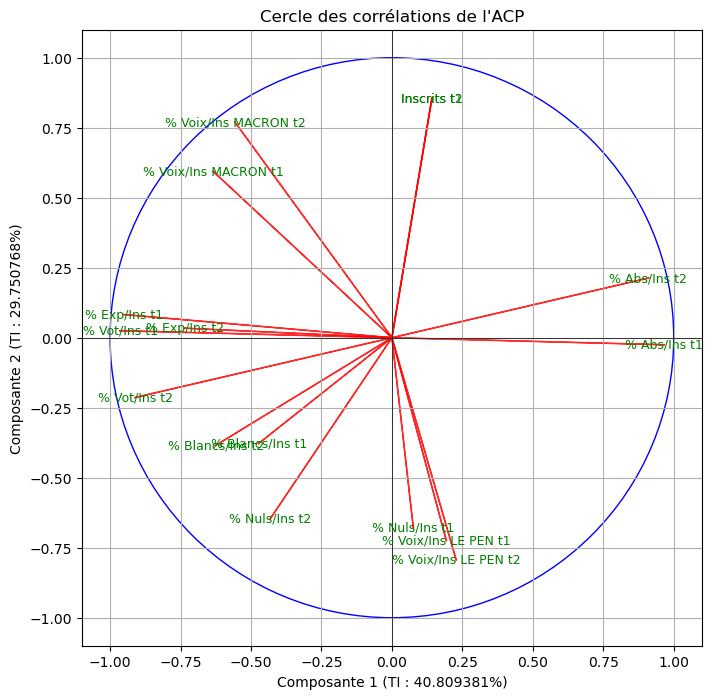 Cercle des corrélations de l'ACP
1.00
0.75
0.50
0.25
0.00
−0.25
−0.50
−0.75
−1.00
Composante 2 (TI : 29.750768%)
Inscrits t1
% Voix/Ins MACRON t2
% Voix/Ins MACRON t1
% Abs/Ins t2
% Exp/Ins t1
% Exp/Ins t2
% Vot/Ins t1
% Abs/Ins t1
% Vot/Ins t2
% Blancs/Ins t1
% Blancs/Ins t2
% Nuls/Ins t2
% Nuls/Ins t1
% Voix/Ins LE PEN t1
% Voix/Ins LE PEN t2
−1.00 −0.75 −0.50 −0.25 0.00 0.25 0.50 0.75 1.00
Composante 1 (TI : 40.809381%)